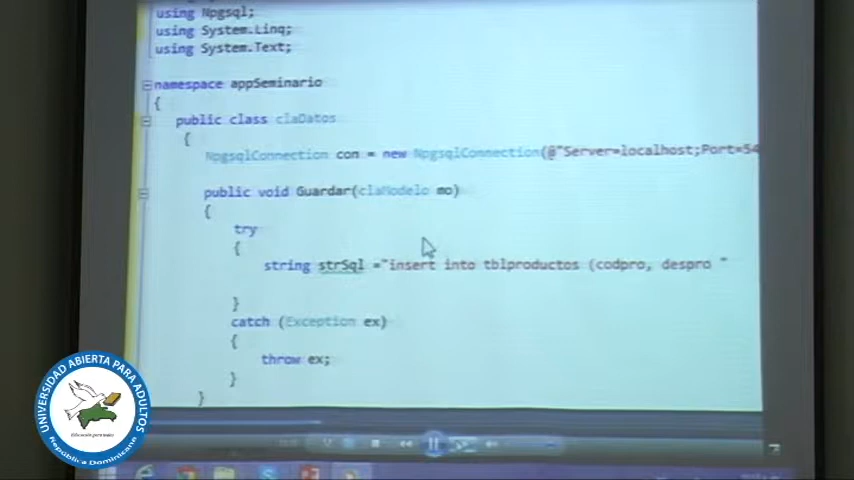 using Npgsql;
using System.Linq;
using System.Text;
namespace appSeminario
{
public class claDatos
{
NpgsqlConnection con = new NpgsqlConnection(@"Server=localhost;Port=54
public void Guardar(claModelo mo)
{
try
{
string strSql ="insert into tblproductos (codpro, despro "
}
catch (Exception ex)
{
throw ex;
}
}
UNIVERSIDAD ABIERTA PARA ADULTOS
República Dominicana